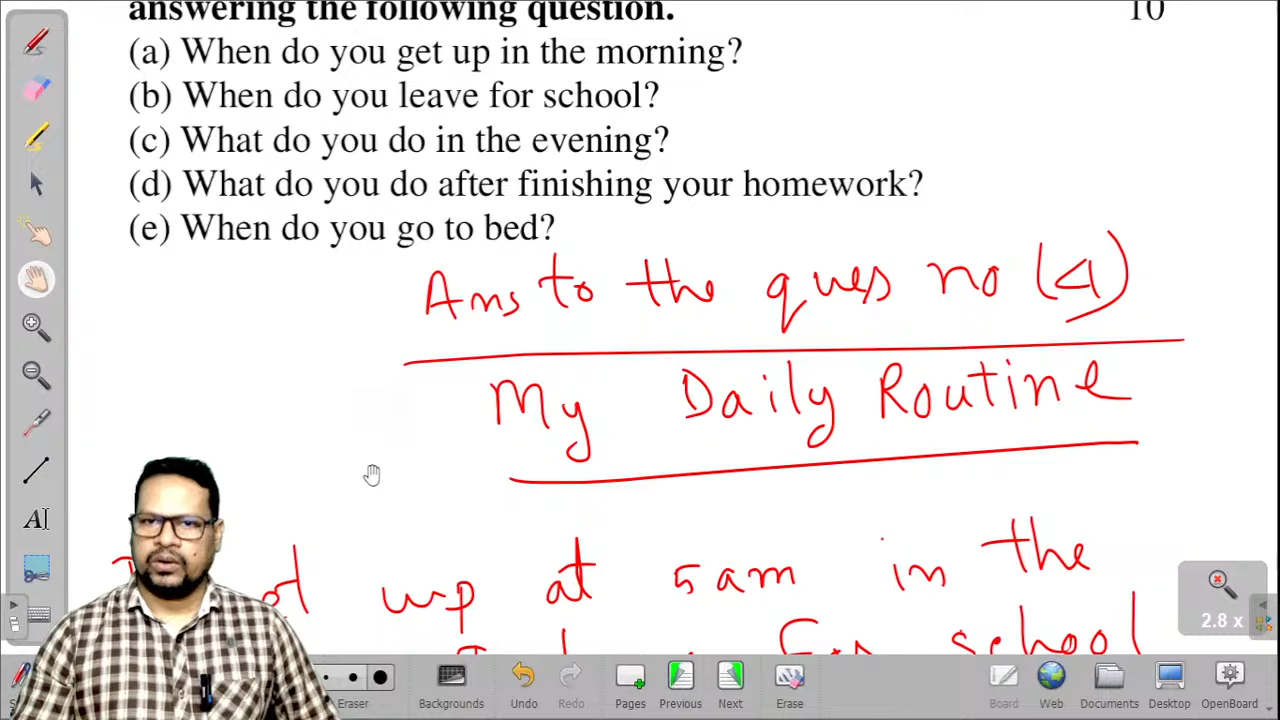 answering the following question.
10
(a) When do you get up in the morning?
(b) When do you leave for school?
(c) What do you do in the evening?
(d) What do you do after finishing your homework?
(e) When do you go to bed?
Ans to the ques no (4)
My Daily Routine
up at 5 am in the
For school
2.8 x
Eraser
Backgrounds
Undo
Redo
Pages
Previous
Next
Erase
Board
Web
Documents
Desktop
OpenBoard